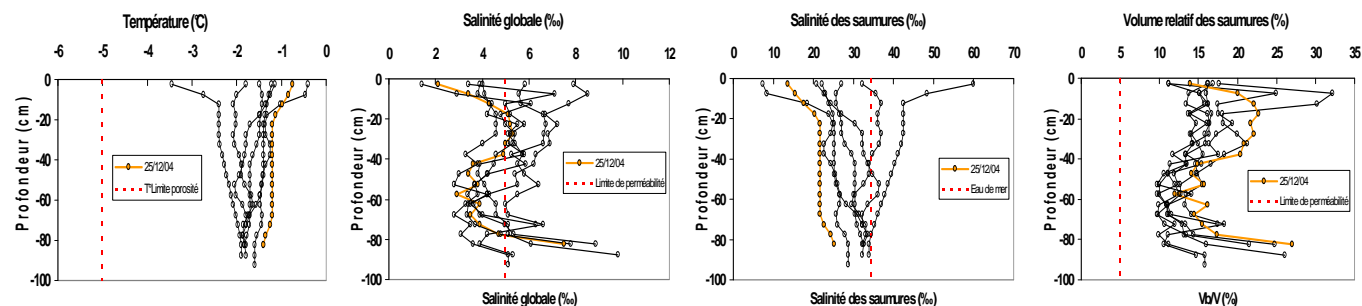 Température (°C)
-6 -5 -4 -3 -2 -1 0
0
-20
-40
-60
-80
-100
Profondeur (cm)
25/12/04
T°Limite porosité
Salinité globale (‰)
0 2 4 6 8 10 12
0
-20
-40
-60
-80
-100
Profondeur (cm)
25/12/04
Limite de perméabilité
Salinité globale (‰)
Salinité des saumures (‰)
0 10 20 30 40 50 60 70
0
-20
-40
-60
-80
-100
Profondeur (cm)
25/12/04
Eau de mer
Salinité des saumures (‰)
Volume relatif des saumures (%)
0 5 10 15 20 25 30 35
0
-20
-40
-60
-80
-100
Profondeur (cm)
25/12/04
Limite de perméabilité
Vb/V (%)